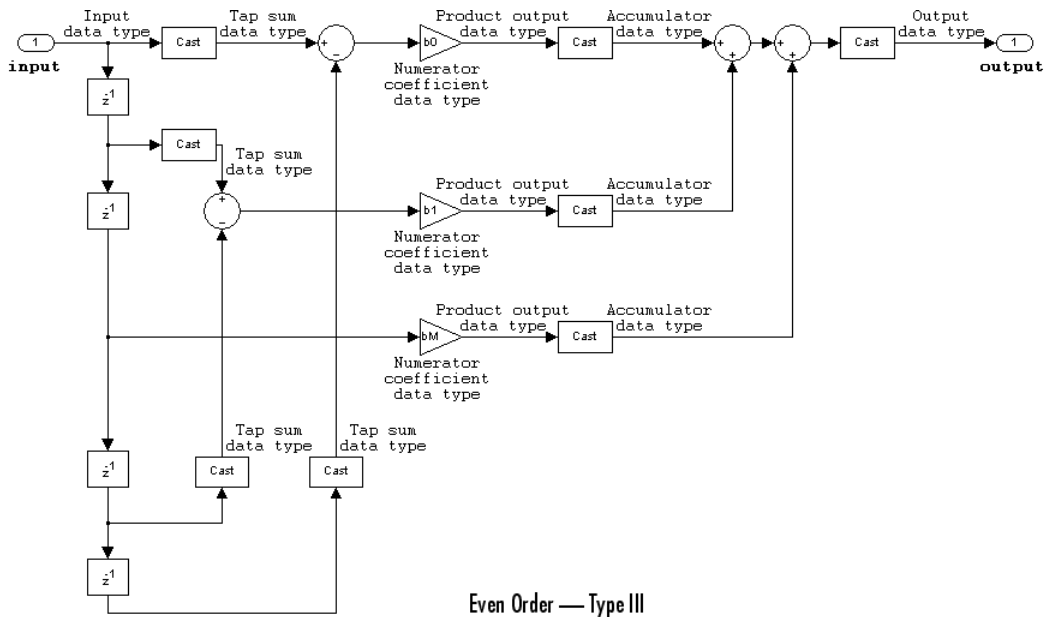 Input
data type
Tap sum
data type
Product output
data type
Accumulator
data type
Output
data type
1
Cast
+
−
b0
Cast
+
+
+
+
Cast
1
input
output
Numerator
coefficient
data type
z-1
Cast
Tap sum
data type
z-1
+
−
Product output
data type
Accumulator
data type
b1
Cast
Numerator
coefficient
data type
Product output
data type
Accumulator
data type
bM
Cast
Numerator
coefficient
data type
Tap sum
data type
Tap sum
data type
z-1
Cast
Cast
z-1
Even Order — Type III